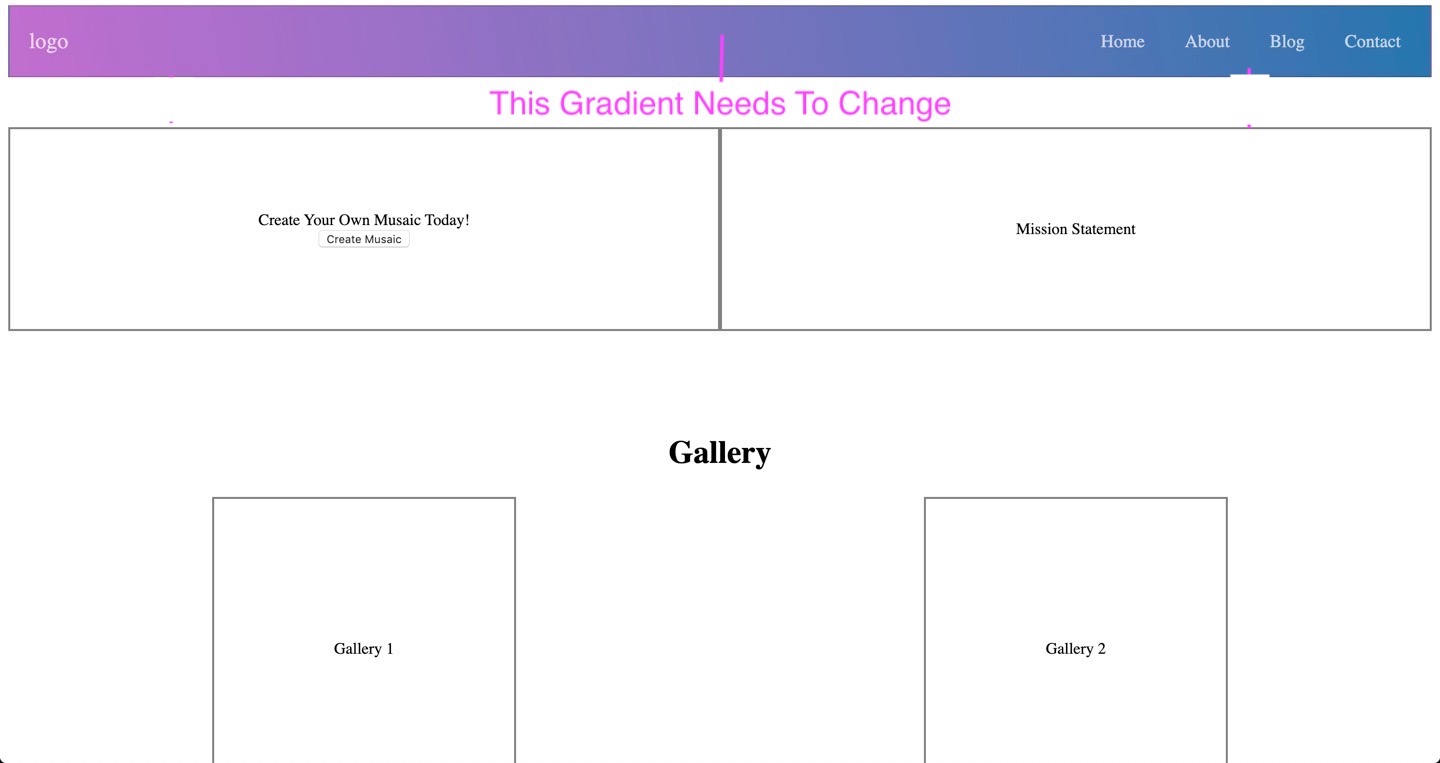 logo
Home About Blog Contact
This Gradient Needs To Change
Create Your Own Musaic Today!
Create Musaic
Mission Statement
Gallery
Gallery 1
Gallery 2